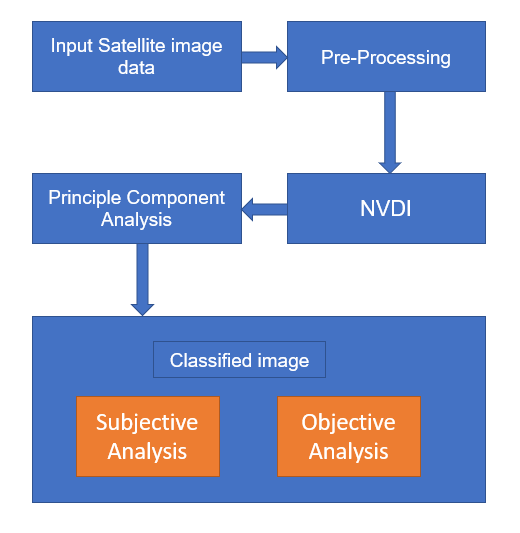 Input Satellite image
data
Pre-Processing
Principle Component
Analysis
NVDI
Classified image
Subjective
Analysis
Objective
Analysis